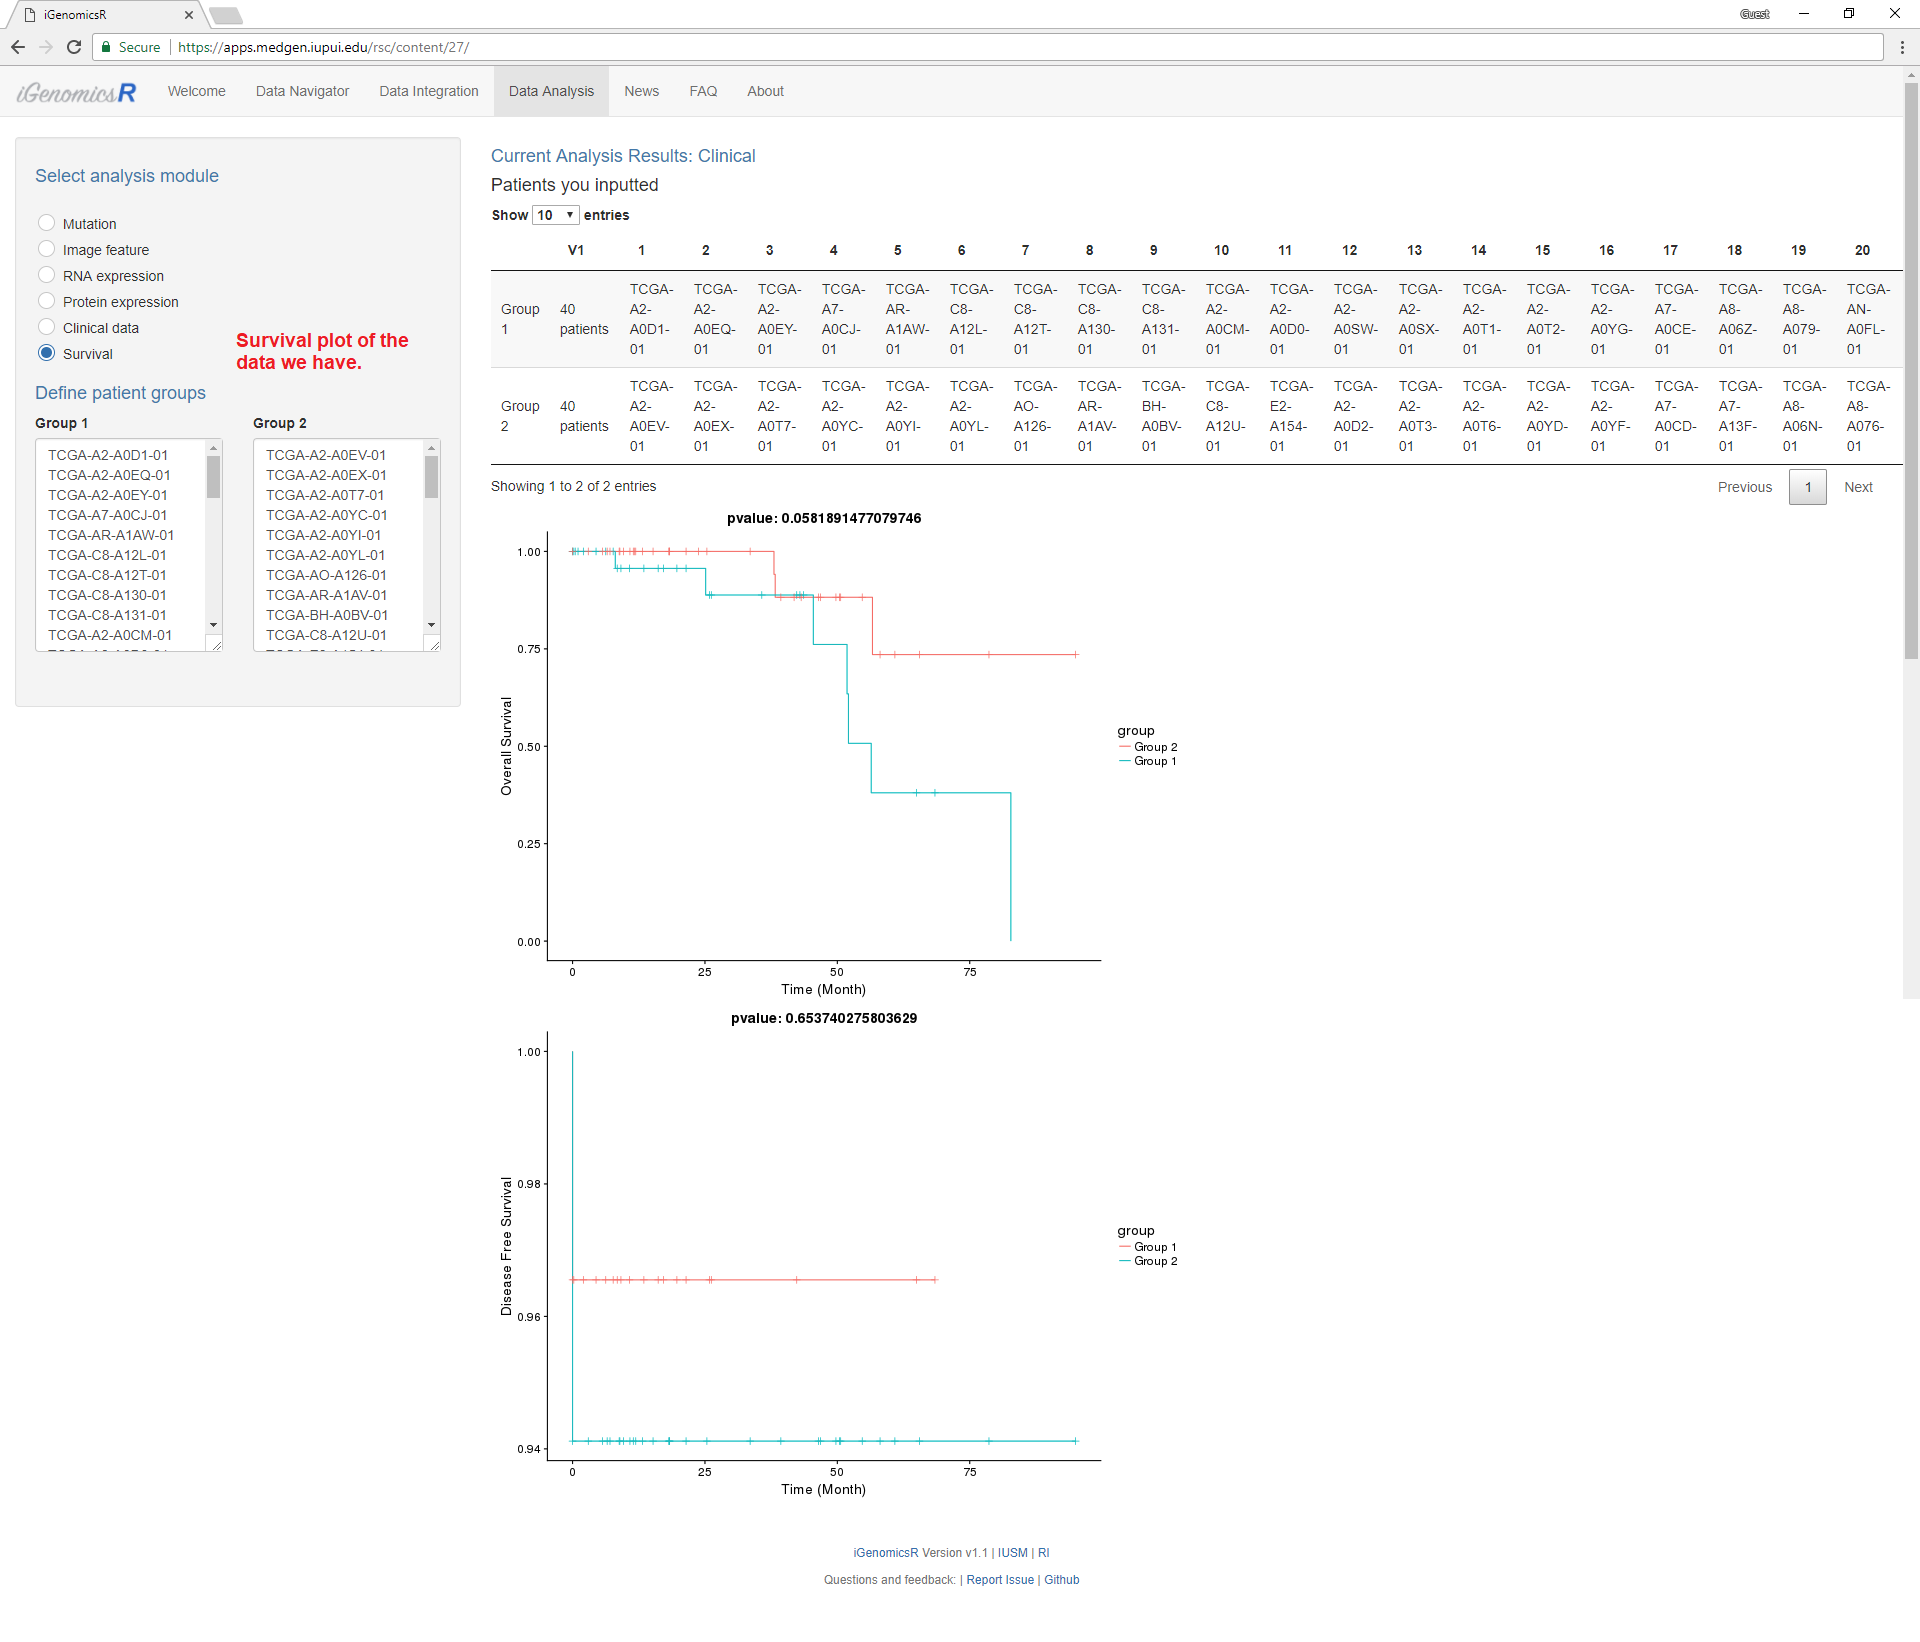 iGenomicsR
Guest
Secure https://apps.medgen.iupui.edu/rsc/content/27/
iGenomicsR Welcome Data Navigator Data Integration Data Analysis News FAQ About
Select analysis module
Mutation
Image feature
RNA expression
Protein expression
Clinical data
Survival
Survival plot of the
data we have.
Define patient groups
Group 1 Group 2
TCGA-A2-A0D1-01 TCGA-A2-A0EV-01
TCGA-A2-A0EQ-01 TCGA-A2-A0EX-01
TCGA-A2-A0EY-01 TCGA-A2-A0T7-01
TCGA-A7-A0CJ-01 TCGA-A2-A0YC-01
TCGA-AR-A1AW-01 TCGA-A2-A0YI-01
TCGA-C8-A12L-01 TCGA-A2-A0YL-01
TCGA-C8-A12T-01 TCGA-AO-A126-01
TCGA-C8-A130-01 TCGA-AR-A1AV-01
TCGA-C8-A131-01 TCGA-BH-A0BV-01
TCGA-A2-A0CM-01 TCGA-C8-A12U-01
Current Analysis Results: Clinical
Patients you inputted
Show 10 entries
V1 1 2 3 4 5 6 7 8 9 10 11 12 13 14 15 16 17 18 19 20
TCGA- TCGA- TCGA- TCGA- TCGA- TCGA- TCGA- TCGA- TCGA- TCGA- TCGA- TCGA- TCGA- TCGA- TCGA- TCGA- TCGA- TCGA- TCGA- TCGA-
Group 40 A2- A2- A2- A7- AR- C8- C8- C8- C8- A2- A2- A2- A2- A2- A2- A2- A7- A8- A8- AN-
1 patients A0D1- A0EQ- A0EY- A0CJ- A1AW- A12L- A12T- A130- A131- A0CM- A0D0- A0SW- A0SX- A0T1- A0T2- A0YG- A0CE- A06Z- A079- A0FL-
01 01 01 01 01 01 01 01 01 01 01 01 01 01 01 01 01 01 01 01
TCGA- TCGA- TCGA- TCGA- TCGA- TCGA- TCGA- TCGA- TCGA- TCGA- TCGA- TCGA- TCGA- TCGA- TCGA- TCGA- TCGA- TCGA- TCGA- TCGA-
Group 40 A2- A2- A2- A2- A2- A2- AO- AR- BH- C8- E2- A2- A2- A2- A2- A2- A7- A7- A8- A8-
2 patients A0EV- A0EX- A0T7- A0YC- A0YI- A0YL- A126- A1AV- A0BV- A12U- A154- A0D2- A0T3- A0T6- A0YD- A0YF- A0CD- A13F- A06N- A076-
01 01 01 01 01 01 01 01 01 01 01 01 01 01 01 01 01 01 01 01
Showing 1 to 2 of 2 entries Previous 1 Next
pvalue: 0.0581891477079746
1.00
0.75
0.50
0.25
0.00
Overall Survival
0 25 50 75
Time (Month)
group
Group 2
Group 1
pvalue: 0.653740275803629
1.00
0.98
0.96
0.94
Disease Free Survival
0 25 50 75
Time (Month)
group
Group 1
Group 2
iGenomicsR Version v1.1 | IUSM | RI
Questions and feedback: | Report Issue | Github